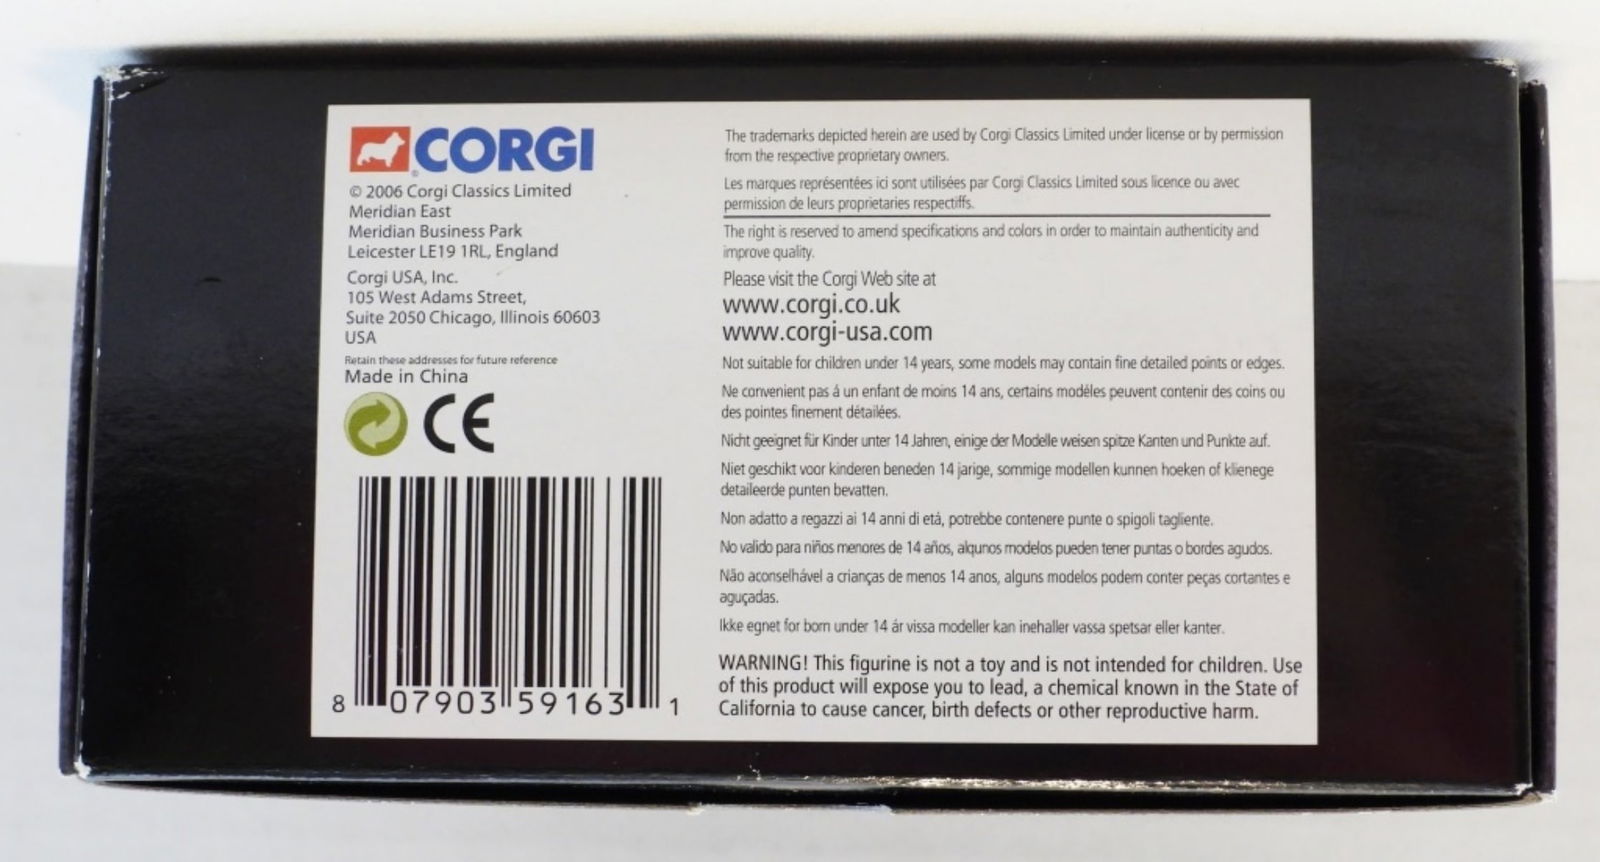 CORGI
© 2006 Corgi Classics Limited
Meridian East
Meridian Business Park
Leicester LE19 1RL, England
Corgi USA, Inc.
105 West Adams Street,
Suite 2050 Chicago, Illinois 60603
USA
Retain these addresses for future reference
Made in China
CE
8 07903 59163 1
The trademarks depicted herein are used by Corgi Classics Limited under license or by permission
from the respective proprietary owners.
Les marques représentées ici sont utilisées par Corgi Classics Limited sous licence ou avec
permission de leurs proprietaries respectiffs.
The right is reserved to amend specifications and colors in order to maintain authenticity and
improve quality.
Please visit the Corgi Web site at
www.corgi.co.uk
www.corgi-usa.com
Not suitable for children under 14 years, some models may contain fine detailed points or edges.
Ne convenient pas á un enfant de moins 14 ans, certains modéles peuvent contenir des coins ou
des pointes finement détailées.
Nicht geeignet für Kinder unter 14 Jahren, einige der Modelle weisen spitze Kanten und Punkte auf.
Niet geschikt voor kinderen beneden 14 jarige, sommige modellen kunnen hoeken of klienege
detaileerde punten bevatten.
Non adatto a regazzi ai 14 anni di etá, potrebbe contenere punte o spigoli tagliente.
No valido para niños menores de 14 años, alqunos modelos pueden tener puntas o bordes agudos.
Não aconselhável a crianças de menos 14 anos, alguns modelos podem conter peças cortantes e
aguçadas.
Ikke egnet for born under 14 ár vissa modeller kan inehaller vassa spetsar eller kanter.
WARNING! This figurine is not a toy and is not intended for children. Use
of this product will expose you to lead, a chemical known in the State of
California to cause cancer, birth defects or other reproductive harm.